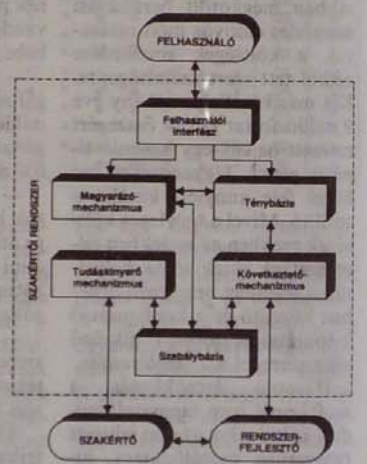 FELHASZNÁLÓ
Felhasználói
interfész
SZAKÉRTŐI RENDSZER
Magyarázó-
mechanizmus
Ténybázis
Tudáskinyerő
mechanizmus
Következtető-
mechanizmus
Szabálybázis
SZAKÉRTŐ
RENDSZER-
FEJLESZTŐ